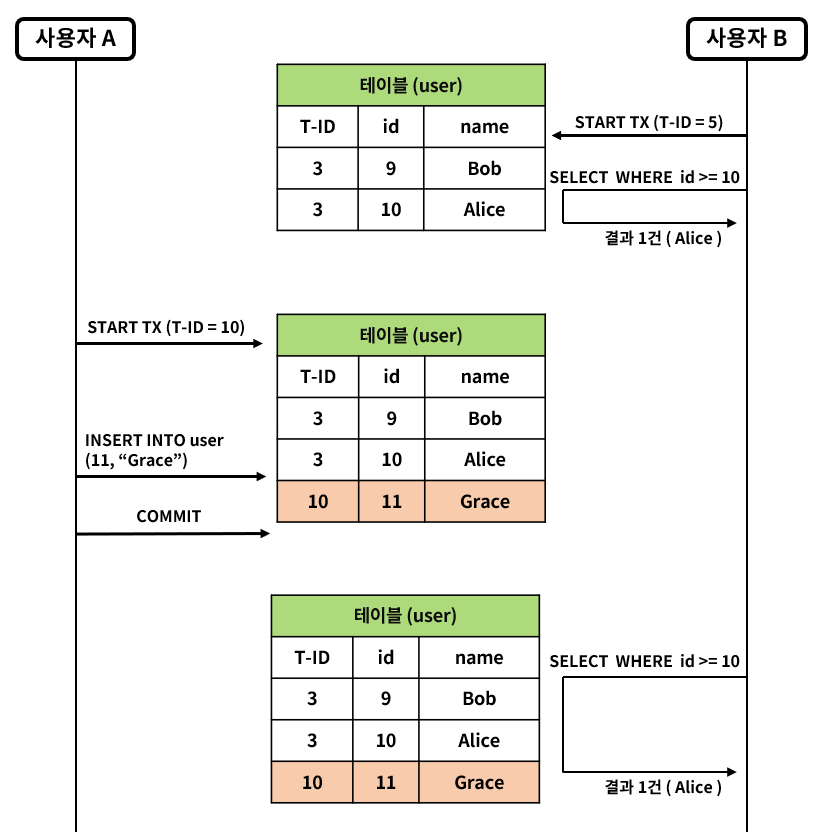 사용자 A
사용자 B
테이블 (user)
T-ID id name
3 9 Bob
3 10 Alice
START TX (T-ID = 5)
SELECT WHERE id >= 10
결과 1건 ( Alice )
START TX (T-ID = 10)
INSERT INTO user
(11, “Grace”)
COMMIT
테이블 (user)
T-ID id name
3 9 Bob
3 10 Alice
10 11 Grace
테이블 (user)
T-ID id name
3 9 Bob
3 10 Alice
10 11 Grace
SELECT WHERE id >= 10
결과 1건 ( Alice )